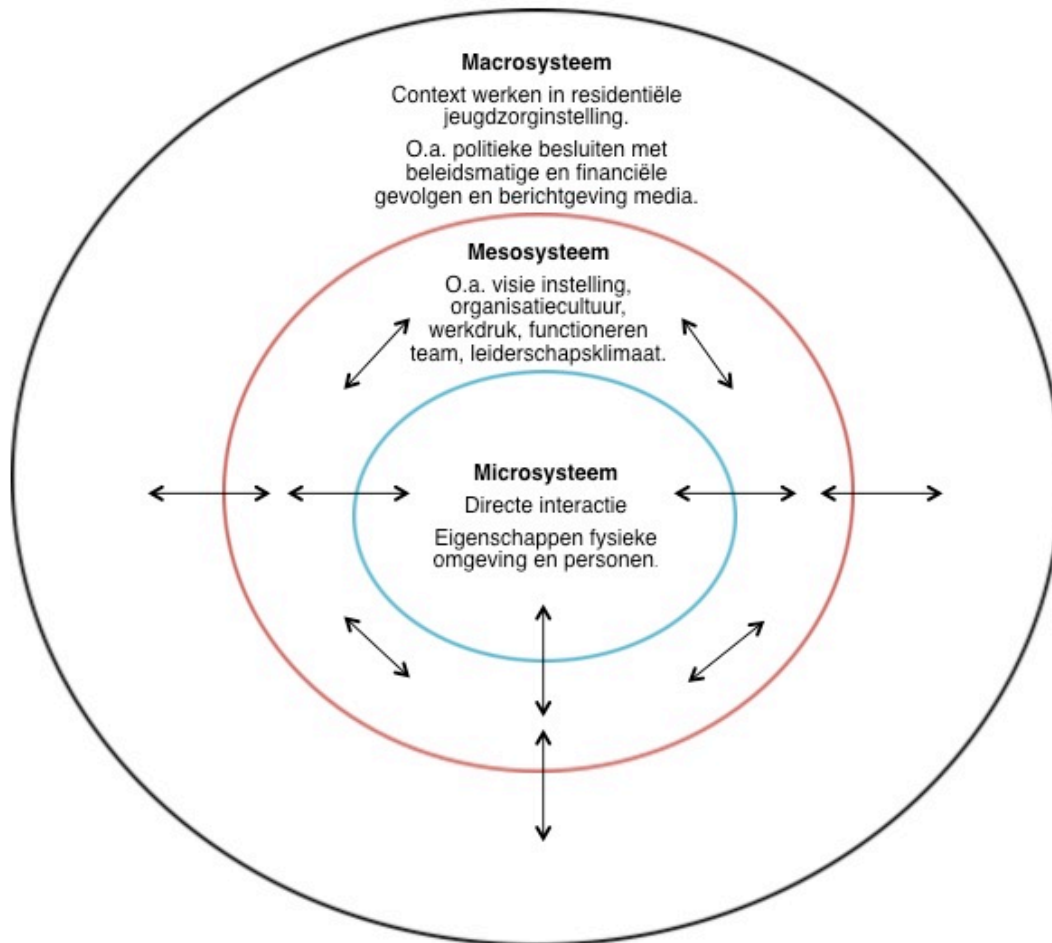 Macrosysteem
Context werken in residentiële
jeugdzorginstelling.
O.a. politieke besluiten met
beleidsmatige en financiële
gevolgen en berichtgeving media.
Mesosysteem
O.a. visie instelling,
organisatiecultuur,
werkdruk, functioneren
team, leiderschapsklimaat.
Microsysteem
Directe interactie
Eigenschappen fysieke
omgeving en personen.